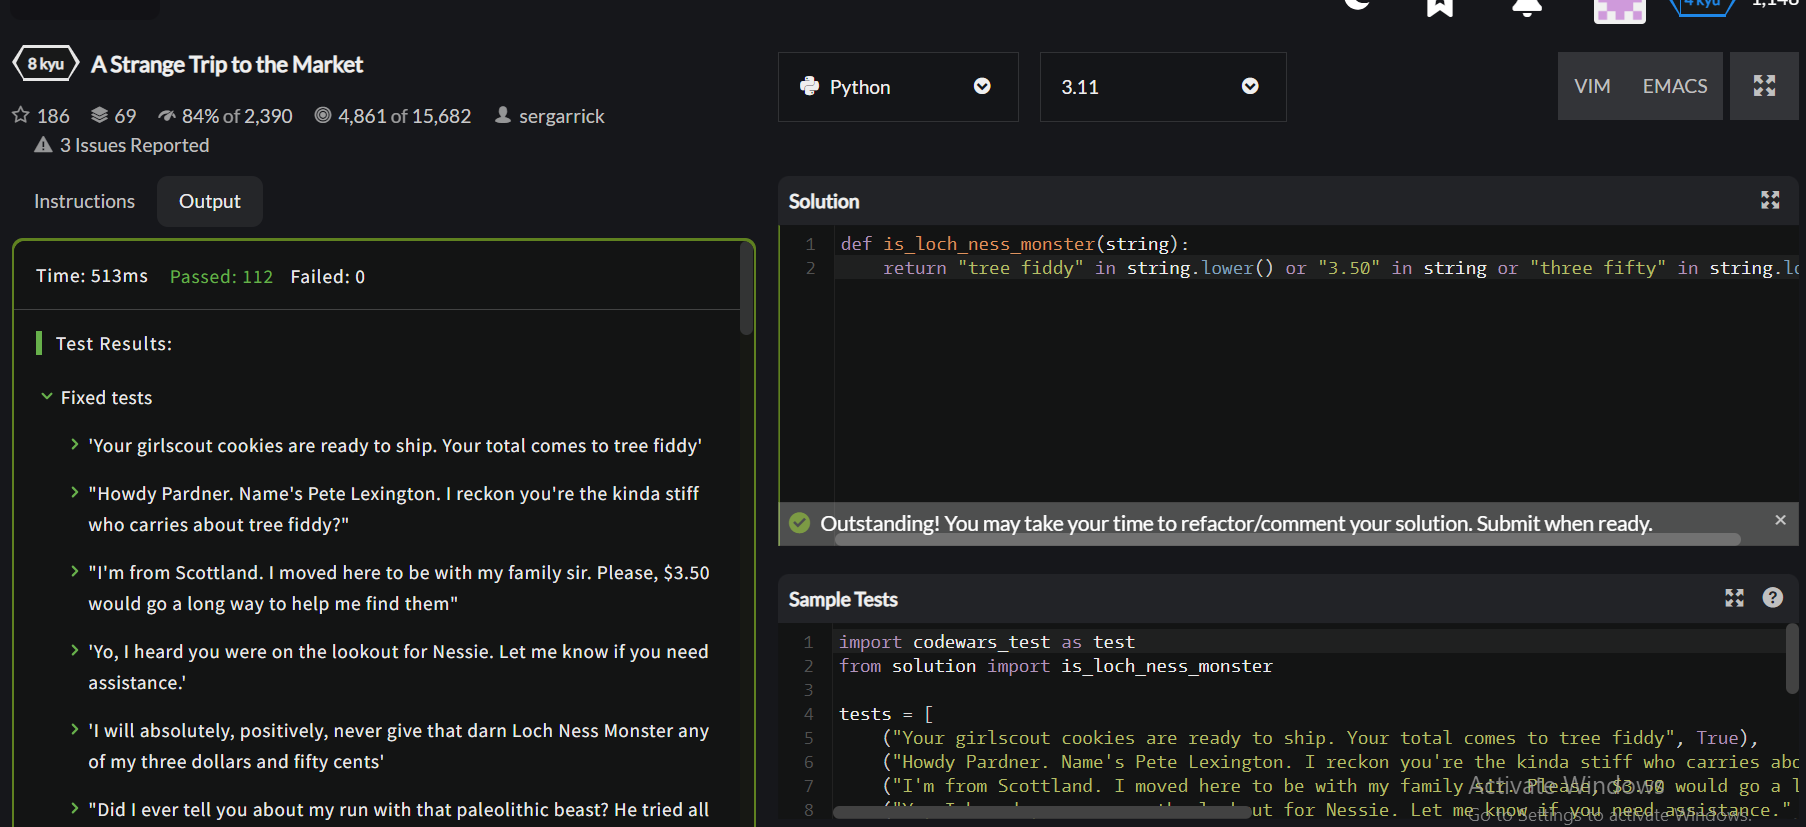 4 kyu 1,148
8 kyu A Strange Trip to the Market
186 69 84% of 2,390 4,861 of 15,682 sergarrick
3 Issues Reported
Instructions Output
Time: 513ms Passed: 112 Failed: 0
Test Results:
Fixed tests
'Your girlscout cookies are ready to ship. Your total comes to tree fiddy'
"Howdy Pardner. Name's Pete Lexington. I reckon you're the kinda stiff
who carries about tree fiddy?"
"I'm from Scottland. I moved here to be with my family sir. Please, $3.50
would go a long way to help me find them"
'Yo, I heard you were on the lookout for Nessie. Let me know if you need
assistance.'
'I will absolutely, positively, never give that darn Loch Ness Monster any
of my three dollars and fifty cents'
"Did I ever tell you about my run with that paleolithic beast? He tried all
Python 3.11 VIM EMACS
Solution
1 def is_loch_ness_monster(string):
2 return "tree fiddy" in string.lower() or "3.50" in string or "three fifty" in string.lo
Outstanding! You may take your time to refactor/comment your solution. Submit when ready.
Sample Tests
1 import codewars_test as test
2 from solution import is_loch_ness_monster
3
4 tests = [
5 ("Your girlscout cookies are ready to ship. Your total comes to tree fiddy", True),
6 ("Howdy Pardner. Name's Pete Lexington. I reckon you're the kinda stiff who carries abo
7 ("I'm from Scottland. I moved here to be with my family sir. Please, $3.50 would go a l
8 out for Nessie. Let me know if you need assistance."
Activate Windows
Go to Settings to activate Windows.